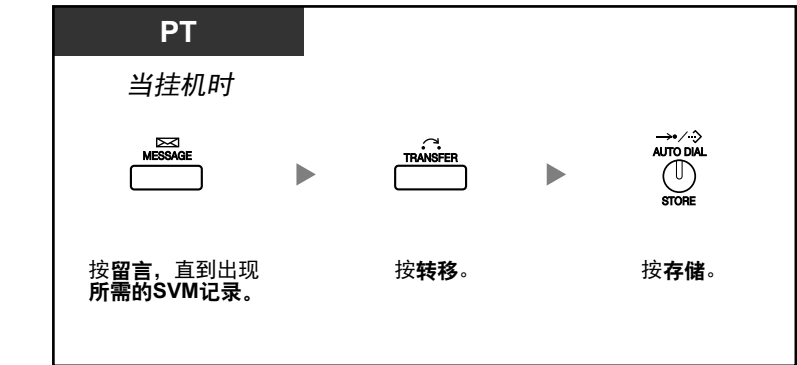 PT
当挂机时
MESSAGE
TRANSFER
AUTO DIAL
STORE
按留言，直到出现
所需的SVM记录。
按转移。
按存储。